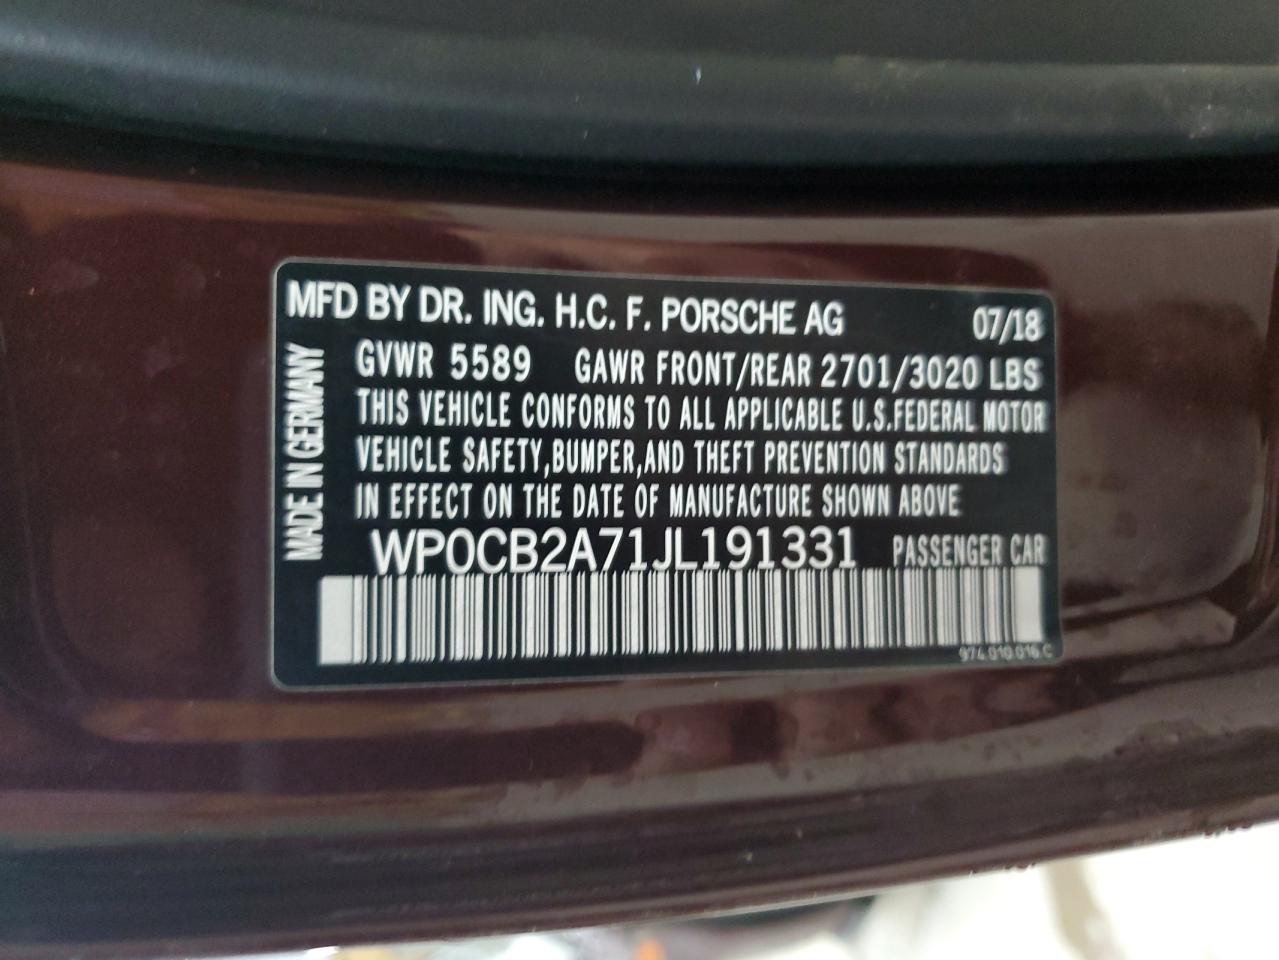 MFD BY DR. ING. H.C. F. PORSCHE AG 07/18
MADE IN GERMANY
GVWR 5589 GAWR FRONT/REAR 2701/3020 LBS
THIS VEHICLE CONFORMS TO ALL APPLICABLE U.S.FEDERAL MOTOR
VEHICLE SAFETY,BUMPER,AND THEFT PREVENTION STANDARDS
IN EFFECT ON THE DATE OF MANUFACTURE SHOWN ABOVE
WP0CB2A71JL191331 PASSENGER CAR
974.010.016.C